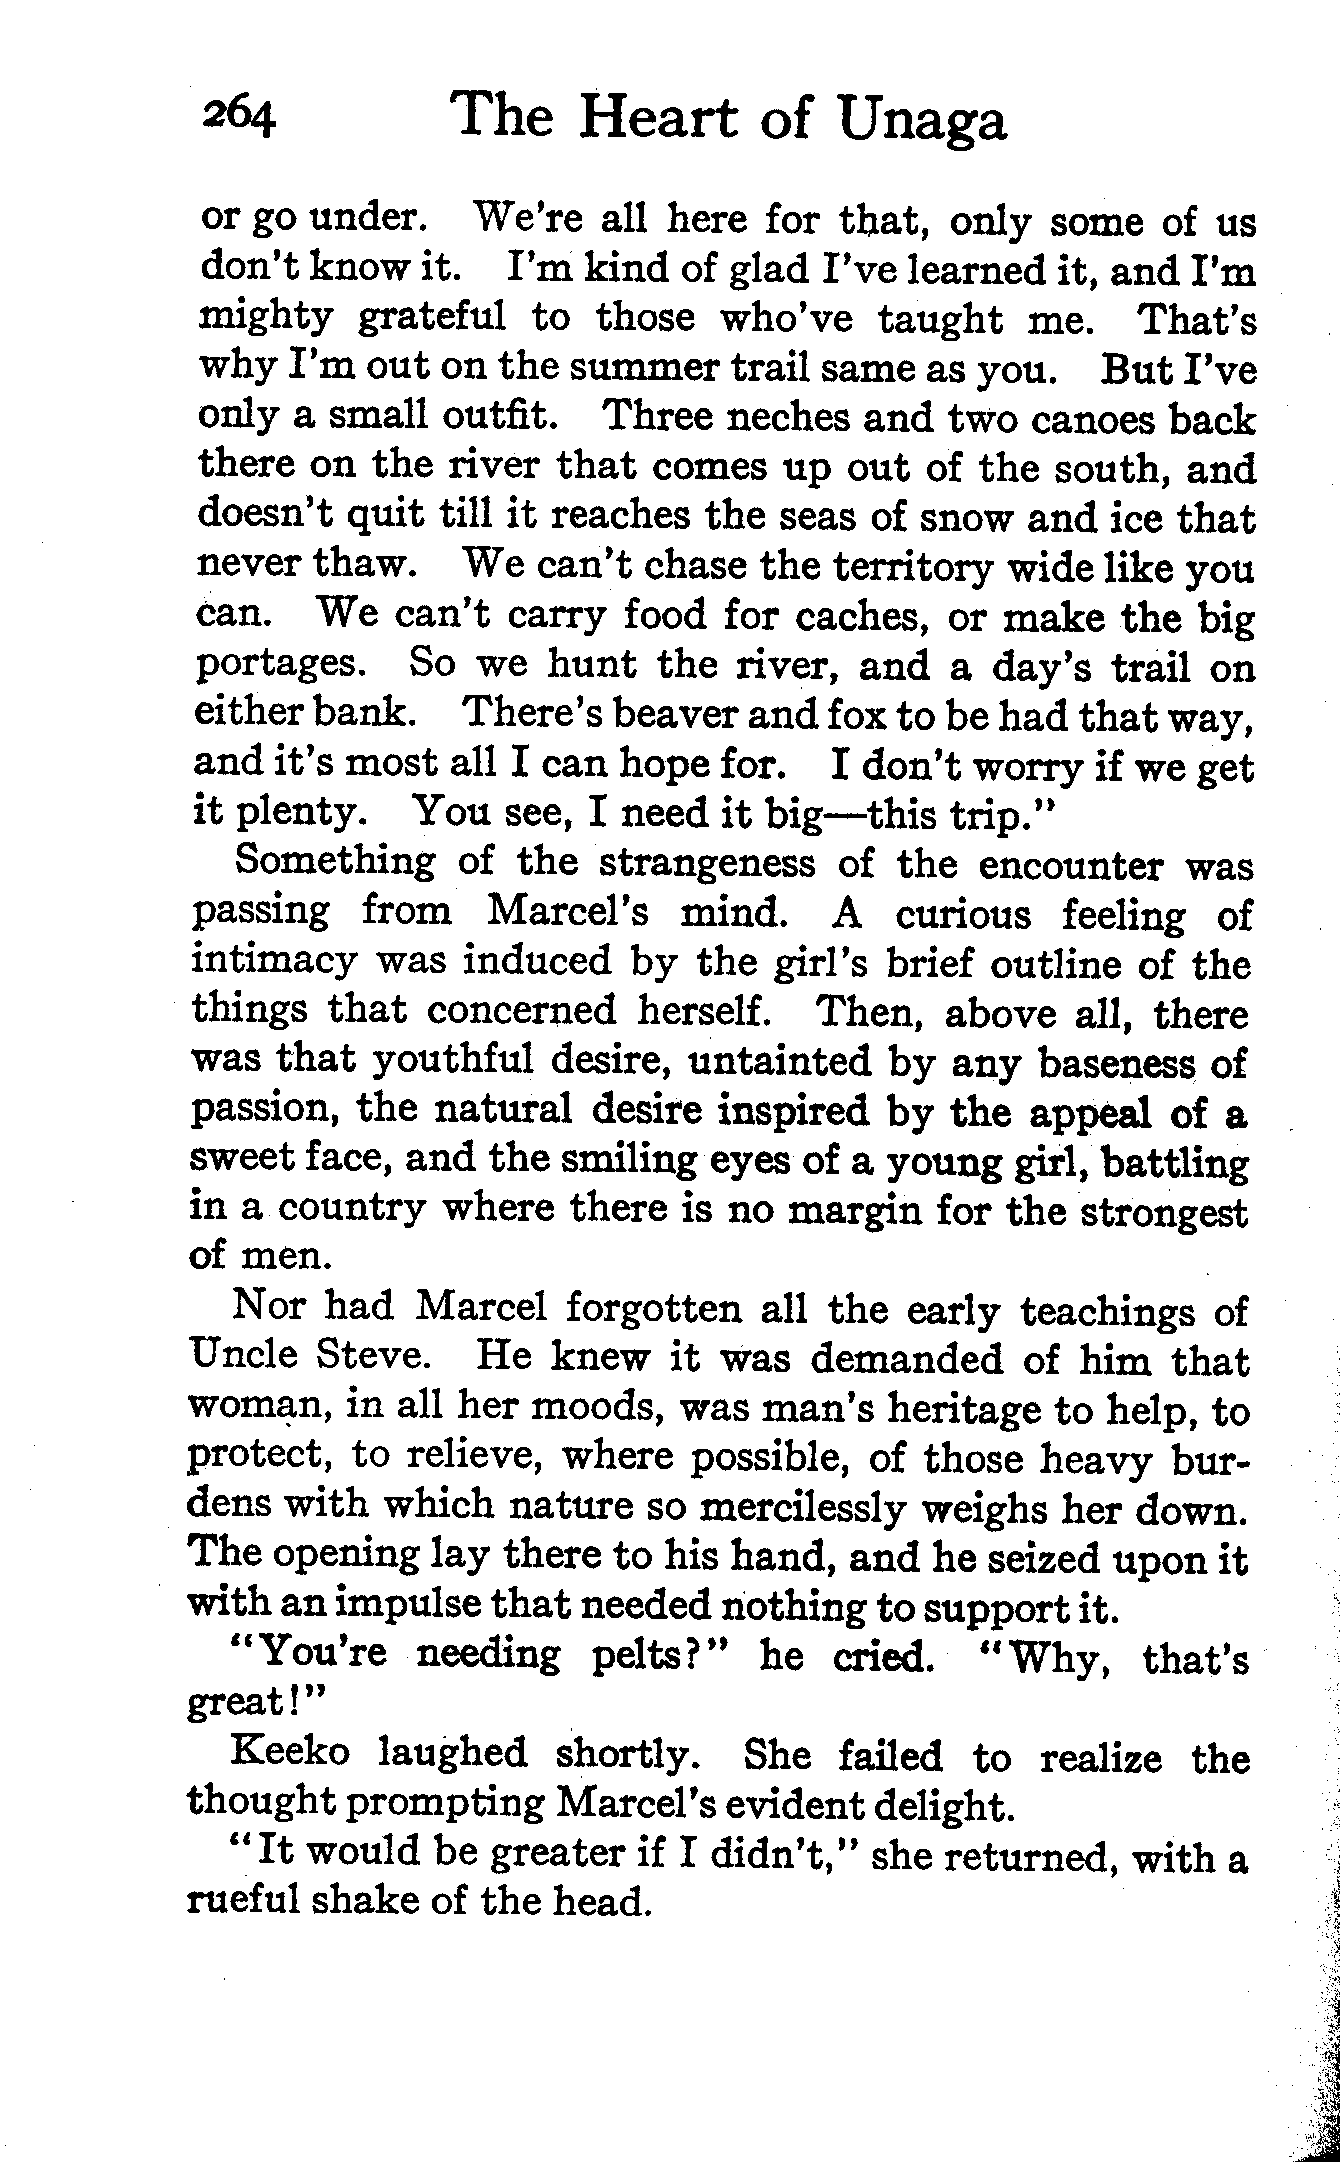 264 The Heart of Unaga
or go under. We're all here for that, only some of us
don't know it. I'm kind of glad I've learned it, and I'm
mighty grateful to those who've taught me. That's
why I'm out on the summer trail same as you. But I've
only a small outfit. Three neches and two canoes back
there on the river that comes up out of the south, and
doesn't quit till it reaches the seas of snow and ice that
never thaw. We can't chase the territory wide like you
can. We can't carry food for caches, or make the big
portages. So we hunt the river, and a day's trail on
either bank. There's beaver and fox to be had that way,
and it's most all I can hope for. I don't worry if we get
it plenty. You see, I need it big—this trip."
Something of the strangeness of the encounter was
passing from Marcel's mind. A curious feeling of
intimacy was induced by the girl's brief outline of the
things that concerned herself. Then, above all, there
was that youthful desire, untainted by any baseness of
passion, the natural desire inspired by the appeal of a
sweet face, and the smiling eyes of a young girl, battling
in a country where there is no margin for the strongest
of men.
Nor had Marcel forgotten all the early teachings of
Uncle Steve. He knew it was demanded of him that
woman, in all her moods, was man's heritage to help, to
protect, to relieve, where possible, of those heavy bur-
dens with which nature so mercilessly weighs her down.
The opening lay there to his hand, and he seized upon it
with an impulse that needed nothing to support it.
"You're needing pelts?" he cried. "Why, that's
great!"
Keeko laughed shortly. She failed to realize the
thought prompting Marcel's evident delight.
"It would be greater if I didn't," she returned, with a
rueful shake of the head.